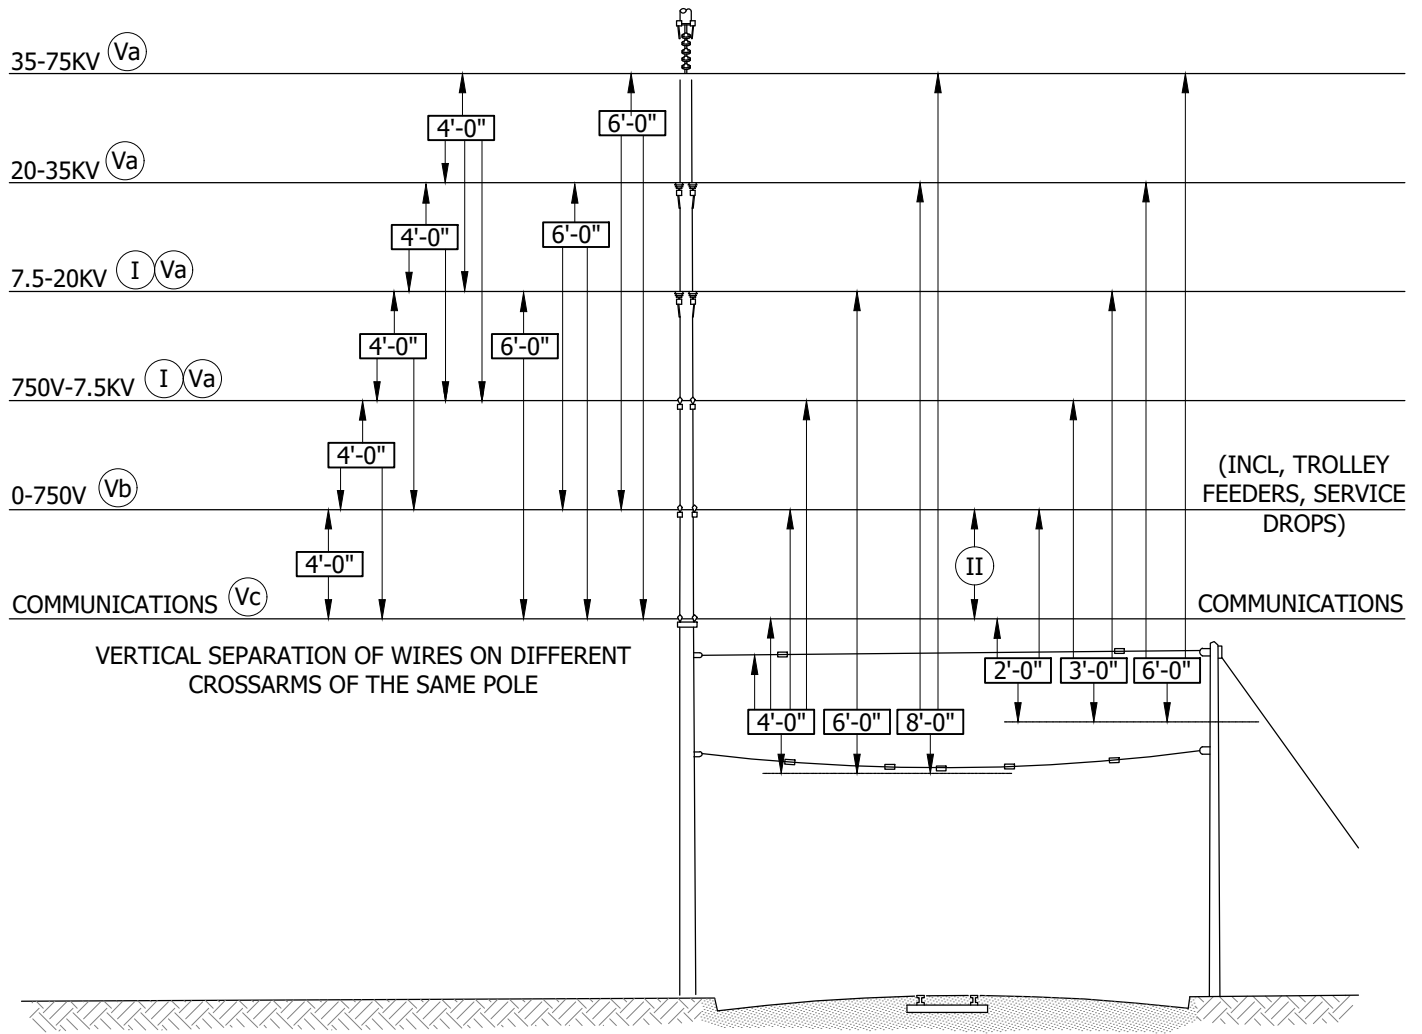 35-75KV Va
4'-0" 6'-0"
20-35KV Va
4'-0" 6'-0"
7.5-20KV I Va
4'-0" 6'-0"
750V-7.5KV I Va
4'-0"
(INCL, TROLLEY
FEEDERS, SERVICE
DROPS)
0-750V Vb
4'-0" II
COMMUNICATIONS Vc COMMUNICATIONS
VERTICAL SEPARATION OF WIRES ON DIFFERENT
CROSSARMS OF THE SAME POLE
2'-0" 3'-0" 6'-0"
4'-0" 6'-0" 8'-0"